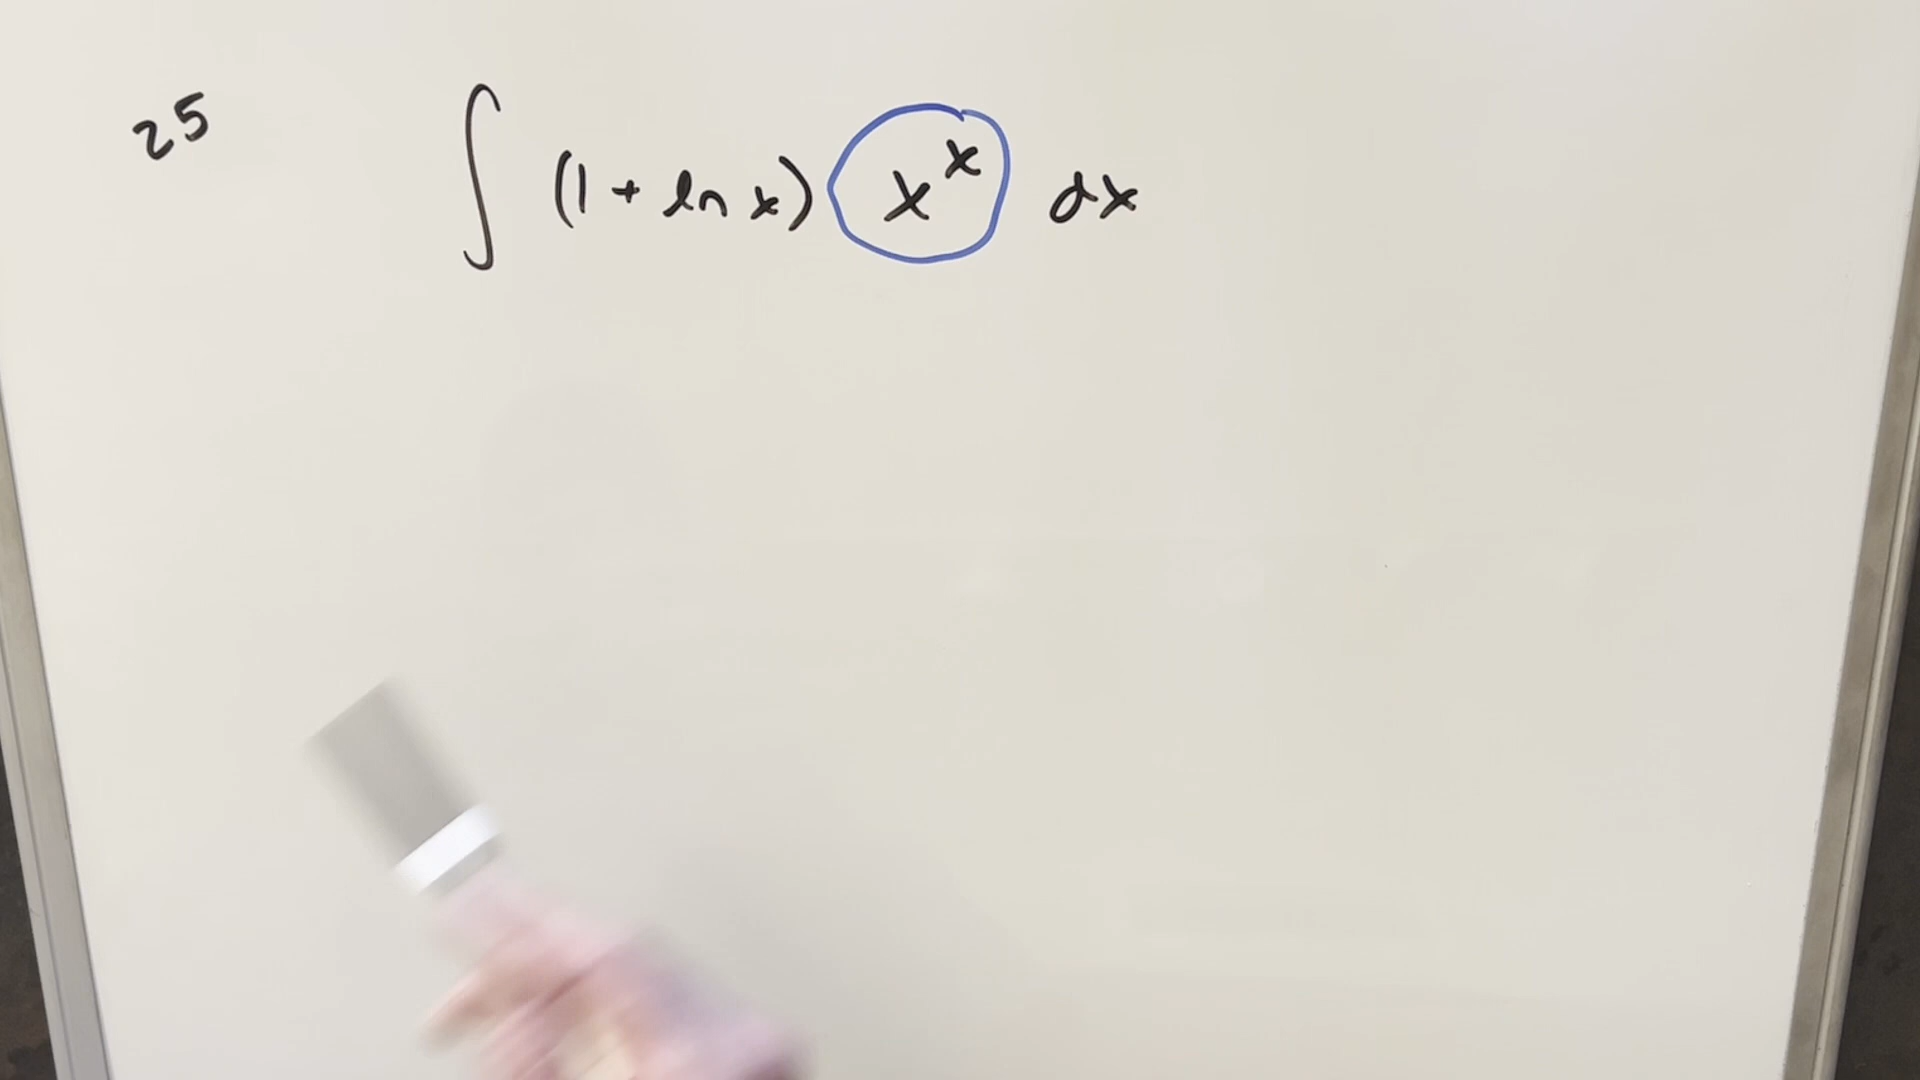 25 ∫ (1 + ln x) x^x dx